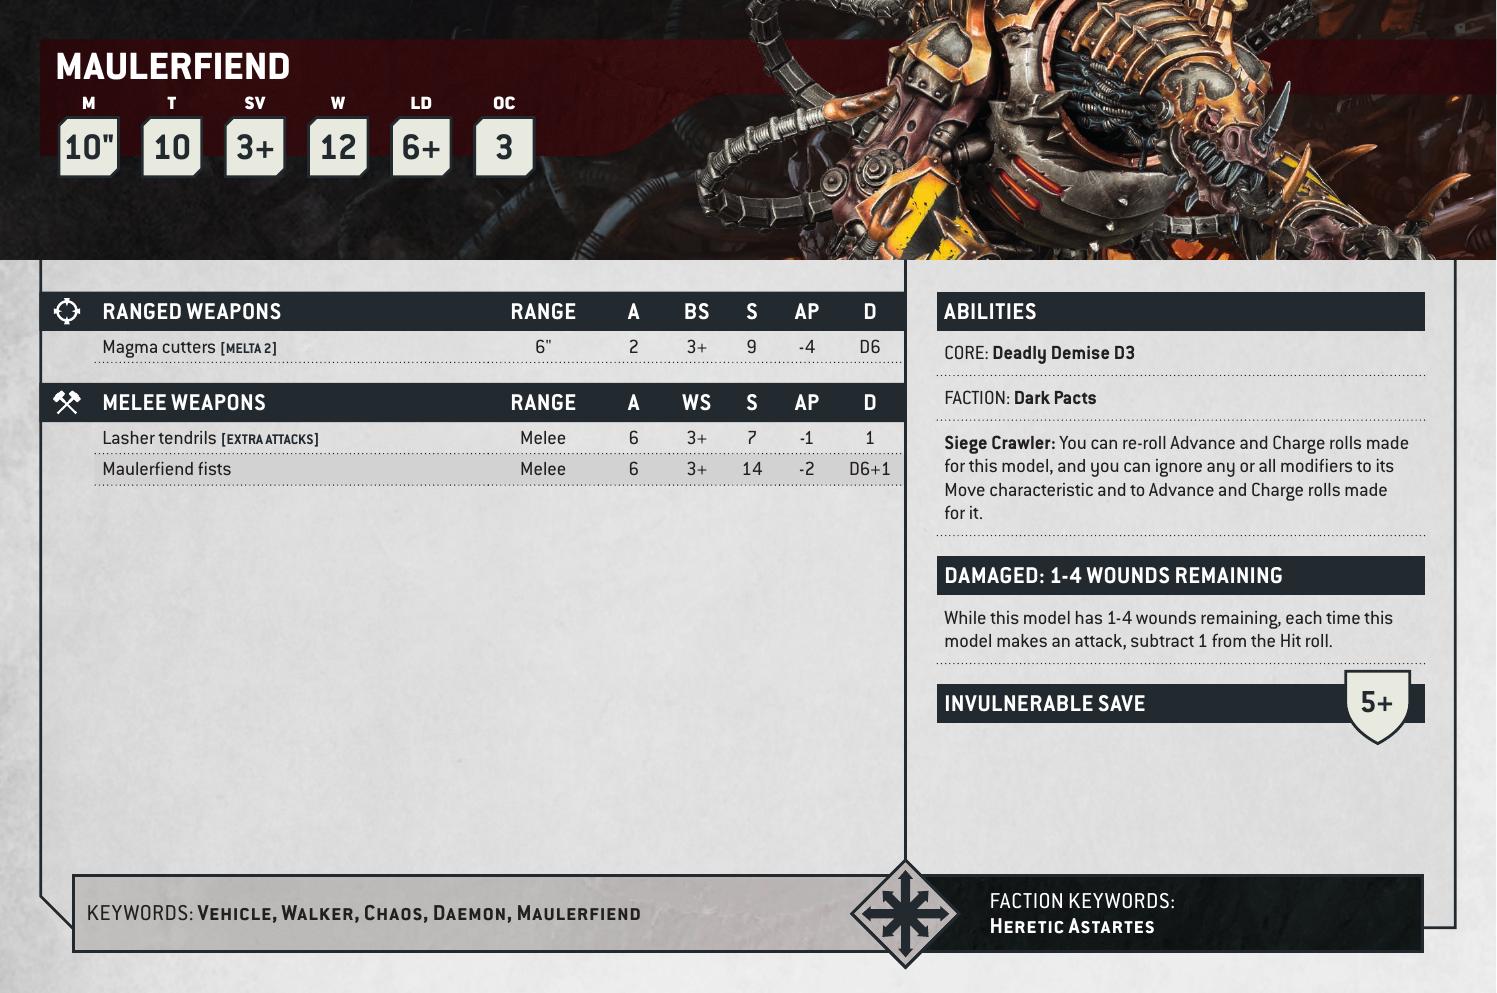 MAULERFIEND
M T SV W LD OC
10" 10 3+ 12 6+ 3
RANGED WEAPONS RANGE A BS S AP D
Magma cutters [MELTA 2] 6" 2 3+ 9 -4 D6
MELEE WEAPONS RANGE A WS S AP D
Lasher tendrils [EXTRA ATTACKS] Melee 6 3+ 7 -1 1
Maulerfiend fists Melee 6 3+ 14 -2 D6+1
ABILITIES
CORE: Deadly Demise D3
FACTION: Dark Pacts
Siege Crawler: You can re-roll Advance and Charge rolls made
for this model, and you can ignore any or all modifiers to its
Move characteristic and to Advance and Charge rolls made
for it.
DAMAGED: 1-4 WOUNDS REMAINING
While this model has 1-4 wounds remaining, each time this
model makes an attack, subtract 1 from the Hit roll.
INVULNERABLE SAVE 5+
KEYWORDS: VEHICLE, WALKER, CHAOS, DAEMON, MAULERFIEND
FACTION KEYWORDS:
HERETIC ASTARTES